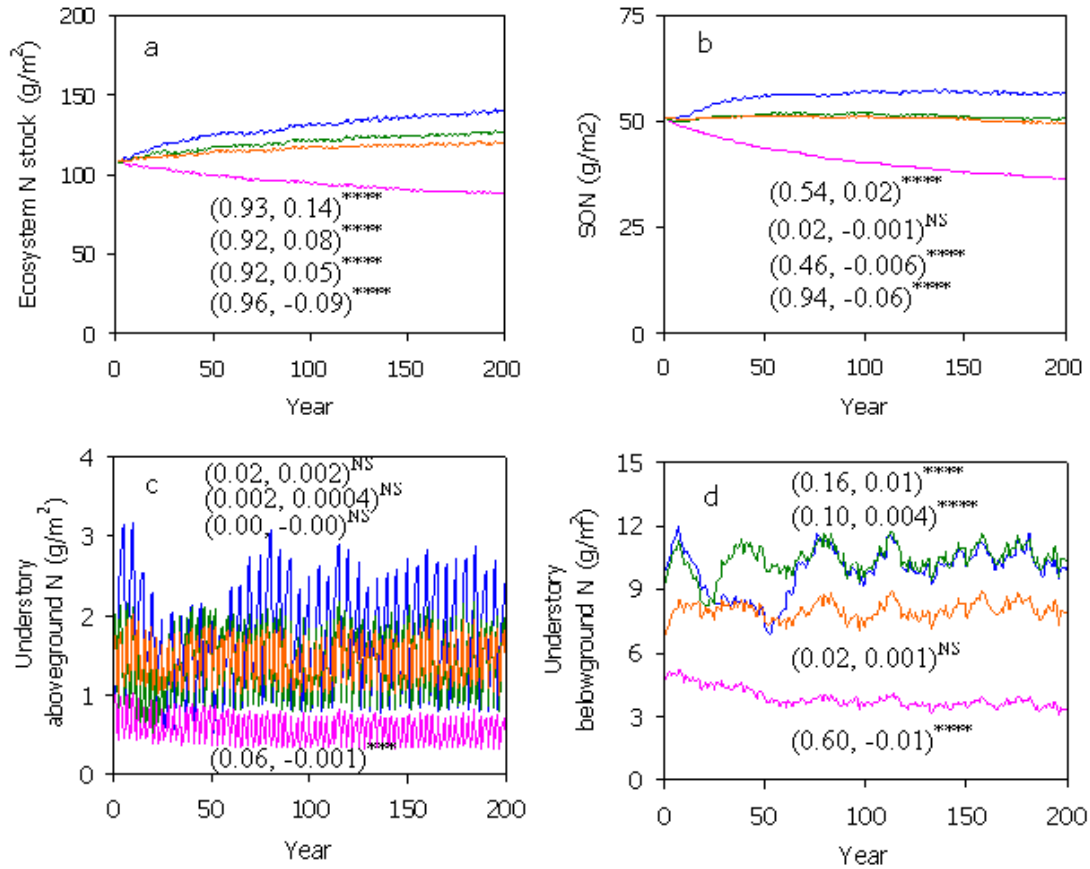 200
150
100
50
0
Ecosystem N stock (g/m²)
a
(0.93, 0.14)****
(0.92, 0.08)****
(0.92, 0.05)****
(0.96, -0.09)****
0 50 100 150 200
Year
75
50
25
0
SON (g/m2)
b
(0.54, 0.02)****
(0.02, -0.001)NS
(0.46, -0.006)****
(0.94, -0.06)****
0 50 100 150 200
Year
4
3
2
1
0
Understory
aboveground N (g/m²)
c
(0.02, 0.002)NS
(0.002, 0.0004)NS
(0.00, -0.00)NS
(0.06, -0.001)***
0 50 100 150 200
Year
15
12
9
6
3
0
Understory
belowground N (g/m²)
d
(0.16, 0.01)****
(0.10, 0.004)****
(0.02, 0.001)NS
(0.60, -0.01)****
0 50 100 150 200
Year